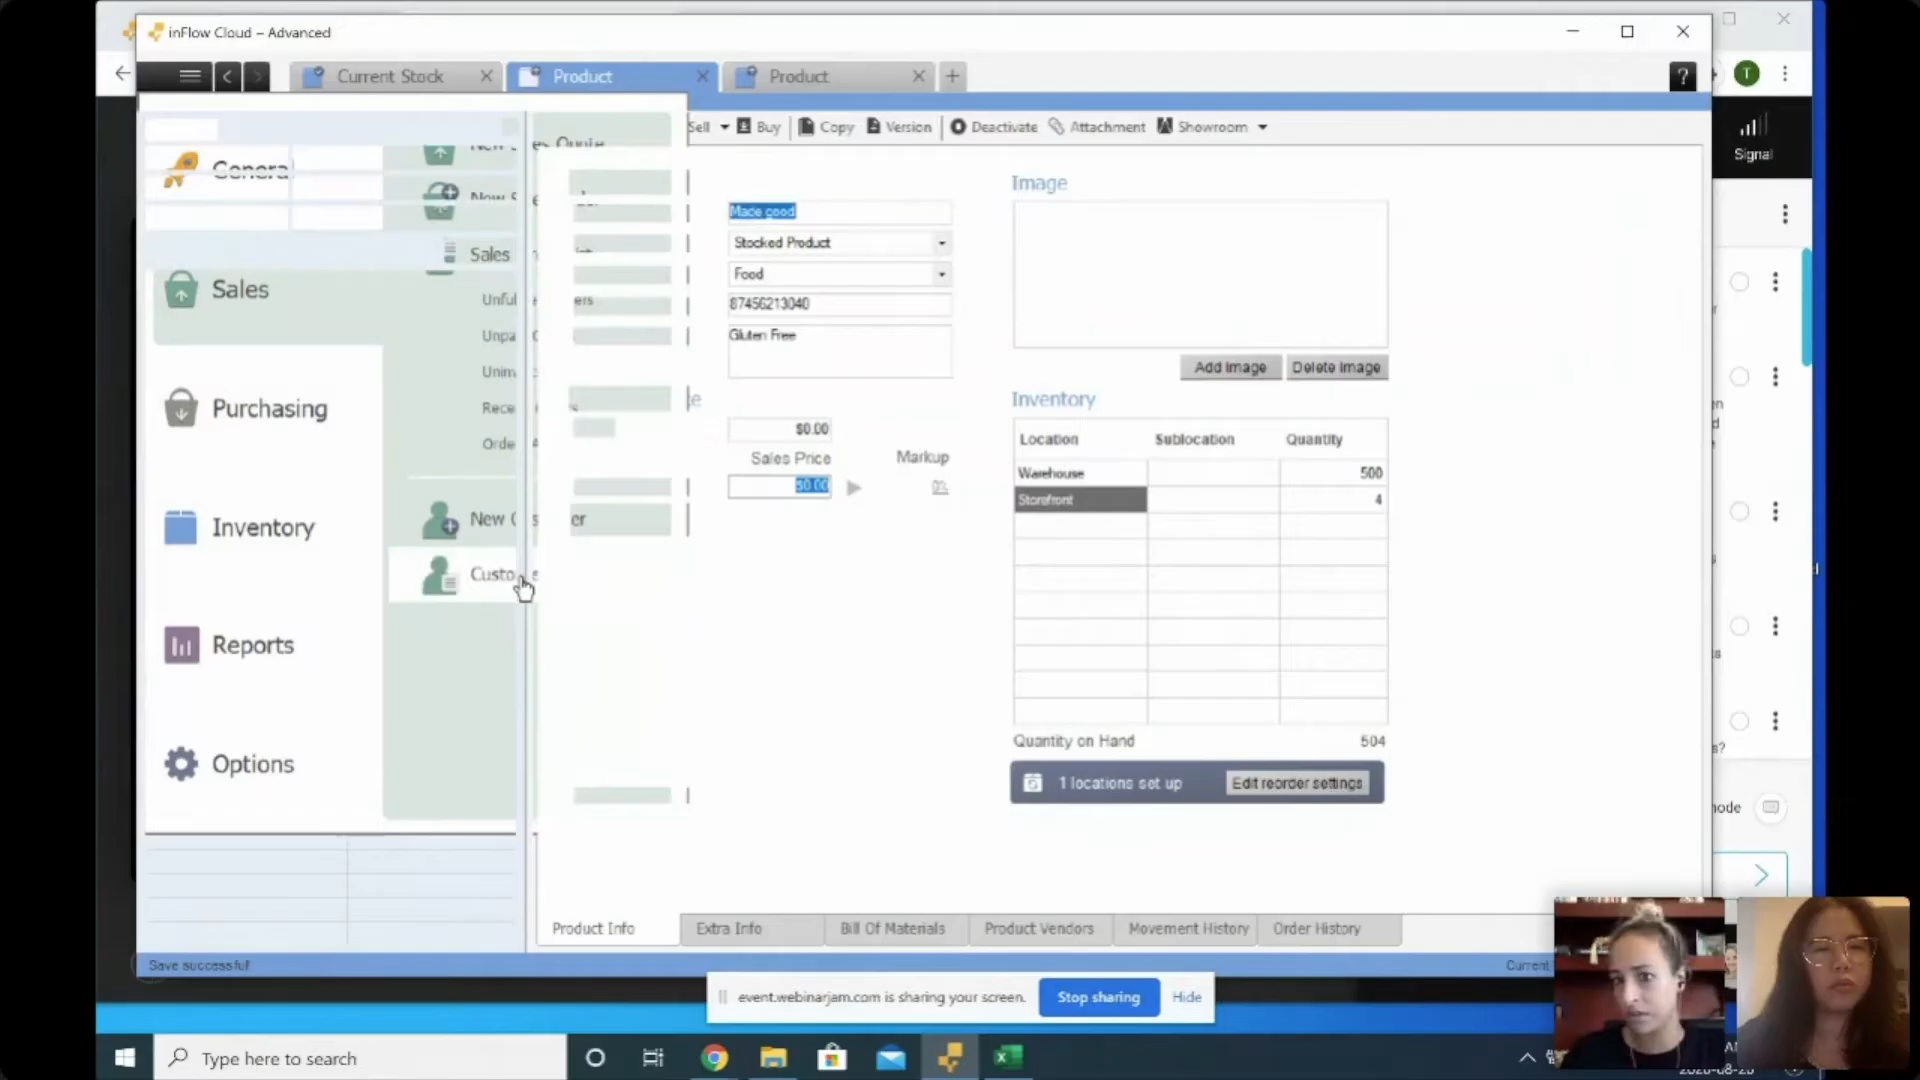 inFlow Cloud – Advanced
Current Stock
Product
Product
?
T
Sell
Buy
Copy
Version
Deactivate
Attachment
Showroom
Signal
General
Sales
Purchasing
Inventory
Reports
Options
Sales
New
Made good
Stocked Product
Food
87456213040
Gluten Free
$0.00
Sales Price
Markup
$0.00
0%
Image
Add Image
Delete Image
Inventory
Location Sublocation Quantity
Warehouse 500
Storefront 4
Quantity on Hand 504
1 locations set up
Edit reorder settings
Product Info
Extra Info
Bill Of Materials
Product Vendors
Movement History
Order History
Save successful!
Current
event.webinarjam.com is sharing your screen.
Stop sharing
Hide
Type here to search